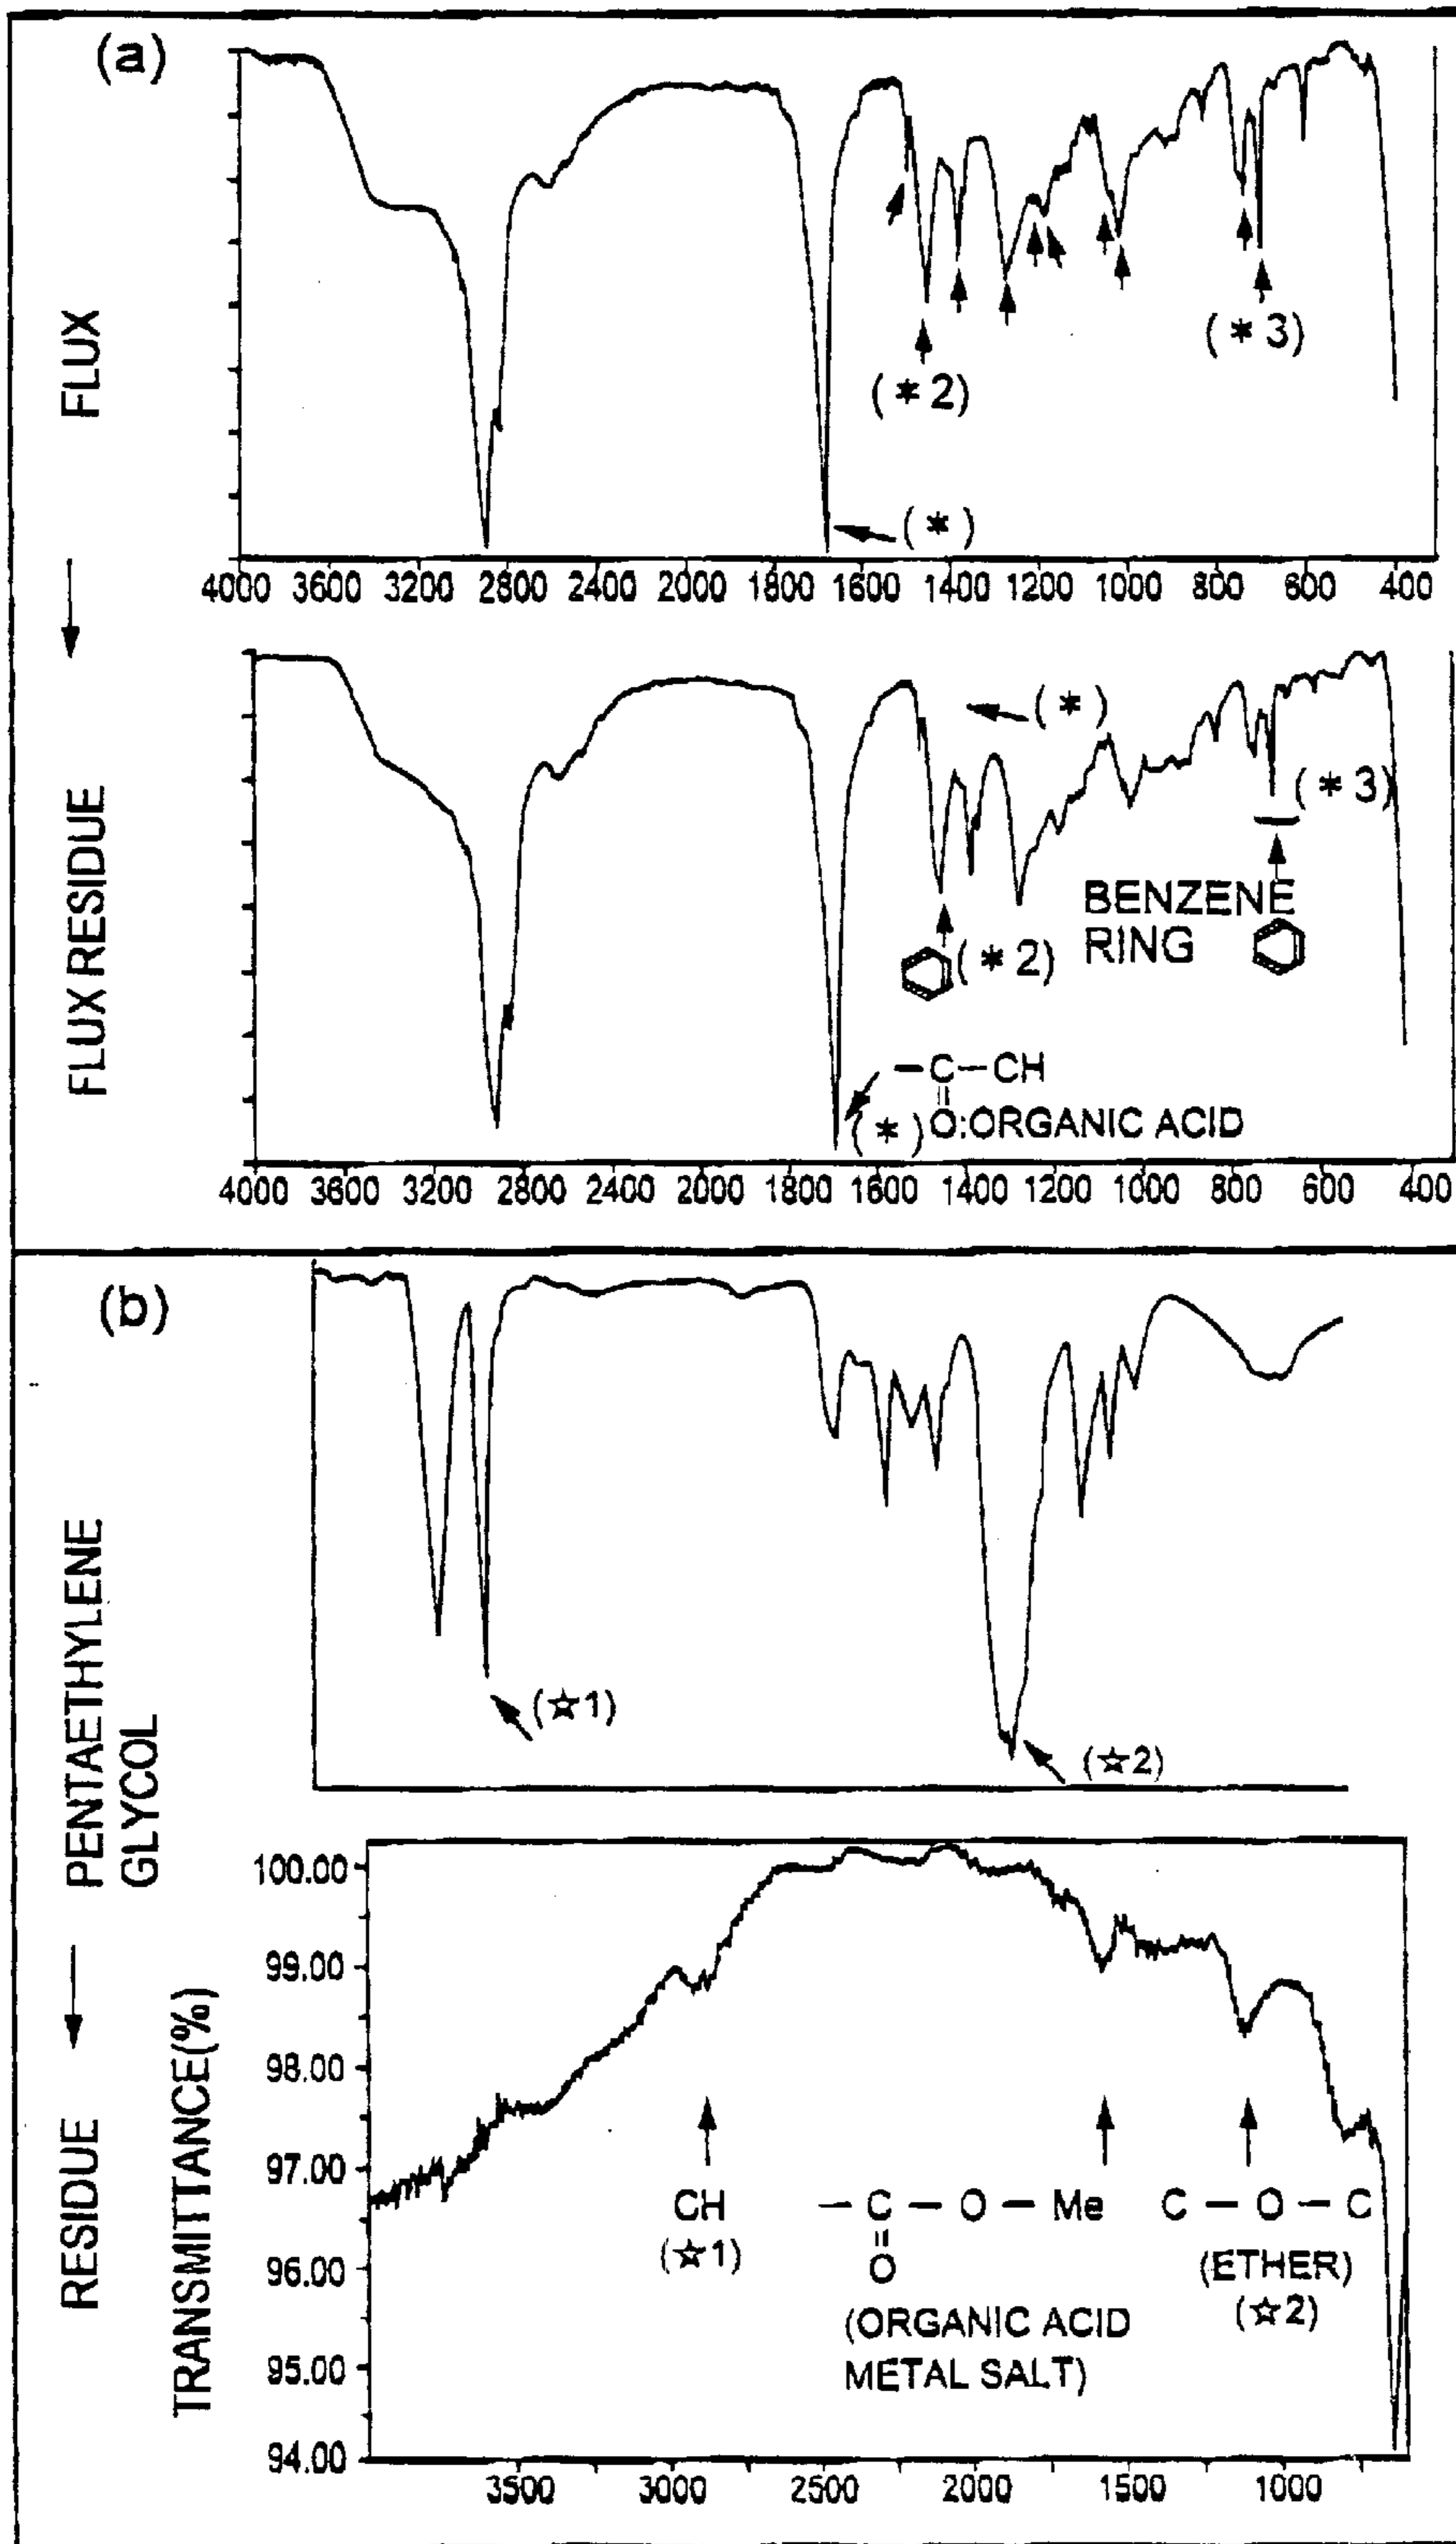 (a)
FLUX
(*2)
(*3)
(*)
4000 3600 3200 2800 2400 2000 1800 1600 1400 1200 1000 800 600 400
FLUX RESIDUE
(*)
(*3)
BENZENE
RING
(*2)
—C—CH
(*) O:ORGANIC ACID
4000 3600 3200 2800 2400 2000 1800 1600 1400 1200 1000 800 600 400
(b)
PENTAETHYLENE
GLYCOL
(☆1)
(☆2)
RESIDUE
TRANSMITTANCE(%)
100.00
99.00
98.00
97.00
96.00
95.00
94.00
CH
(☆1)
—C—O—Me
O
(ORGANIC ACID
METAL SALT)
C—O—C
(ETHER)
(☆2)
3500 3000 2500 2000 1500 1000